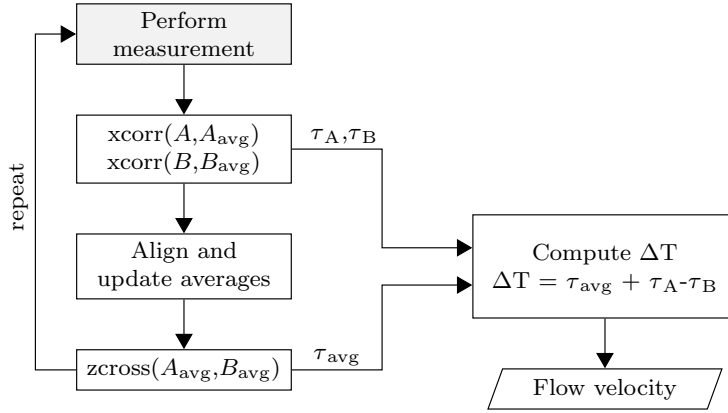 Perform
measurement
xcorr(A,A_avg)
xcorr(B,B_avg)
τ_A,τ_B
repeat
Align and
update averages
Compute ΔT
ΔT = τ_avg + τ_A-τ_B
zcross(A_avg,B_avg)
τ_avg
Flow velocity